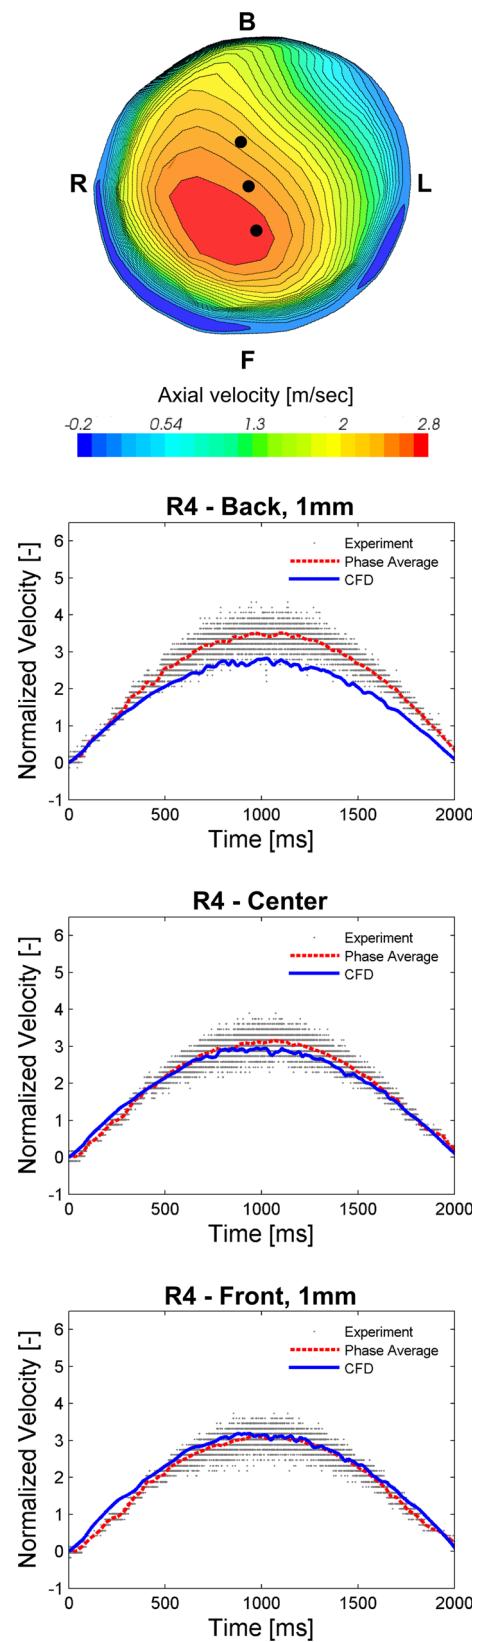 B
R L
F
Axial velocity [m/sec]
-0.2 0.54 1.3 2 2.8
R4 - Back, 1mm
Normalized Velocity [-]
6
5
4
3
2
1
0
-1
Experiment
Phase Average
CFD
0 500 1000 1500 2000
Time [ms]
R4 - Center
Normalized Velocity [-]
6
5
4
3
2
1
0
-1
Experiment
Phase Average
CFD
0 500 1000 1500 2000
Time [ms]
R4 - Front, 1mm
Normalized Velocity [-]
6
5
4
3
2
1
0
-1
Experiment
Phase Average
CFD
0 500 1000 1500 2000
Time [ms]